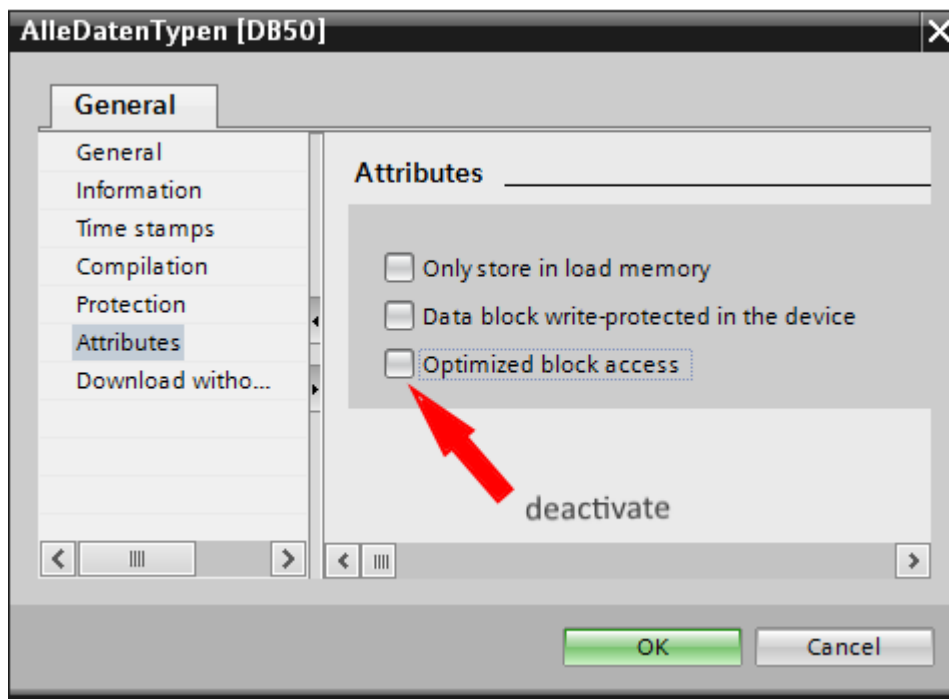 AlleDatenTypen [DB50]
General
General
Information
Time stamps
Compilation
Protection
Attributes
Download witho...
Attributes
Only store in load memory
Data block write-protected in the device
Optimized block access
deactivate
OK
Cancel